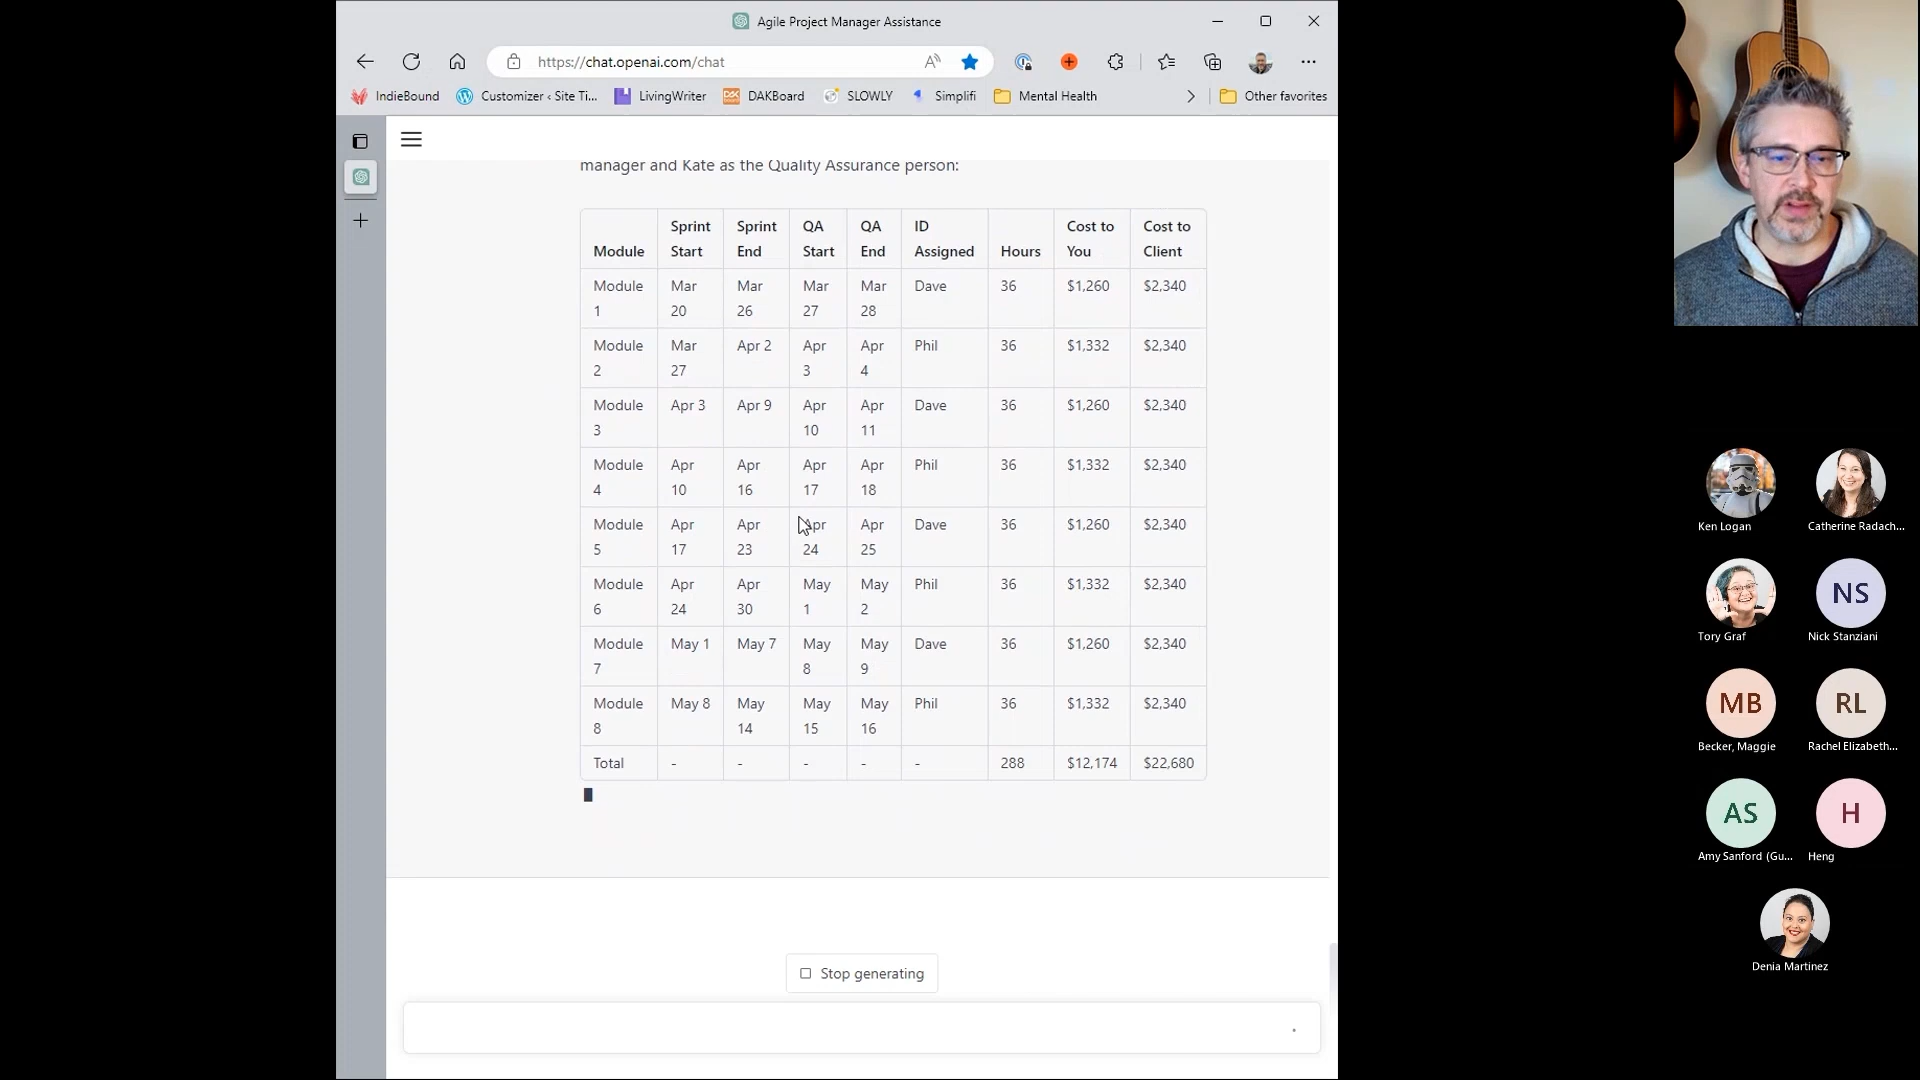 Agile Project Manager Assistance
https://chat.openai.com/chat
IndieBound
Customizer ‹ Site Ti...
LivingWriter
DAKBoard
SLOWLY
Simplifi
Mental Health
Other favorites
manager and Kate as the Quality Assurance person:
Module Sprint Start Sprint End QA Start QA End ID Assigned Hours Cost to You Cost to Client
Module 1 Mar 20 Mar 26 Mar 27 Mar 28 Dave 36 $1,260 $2,340
Module 2 Mar 27 Apr 2 Apr 3 Apr 4 Phil 36 $1,332 $2,340
Module 3 Apr 3 Apr 9 Apr 10 Apr 11 Dave 36 $1,260 $2,340
Module 4 Apr 10 Apr 16 Apr 17 Apr 18 Phil 36 $1,332 $2,340
Module 5 Apr 17 Apr 23 Apr 24 Apr 25 Dave 36 $1,260 $2,340
Module 6 Apr 24 Apr 30 May 1 May 2 Phil 36 $1,332 $2,340
Module 7 May 1 May 7 May 8 May 9 Dave 36 $1,260 $2,340
Module 8 May 8 May 14 May 15 May 16 Phil 36 $1,332 $2,340
Total - - - - - 288 $12,174 $22,680
Stop generating
Ken Logan
Catherine Radach...
Tory Graf
NS
Nick Stanziani
MB
Becker, Maggie
RL
Rachel Elizabeth...
AS
Amy Sanford (Gu...
H
Heng
Denia Martinez